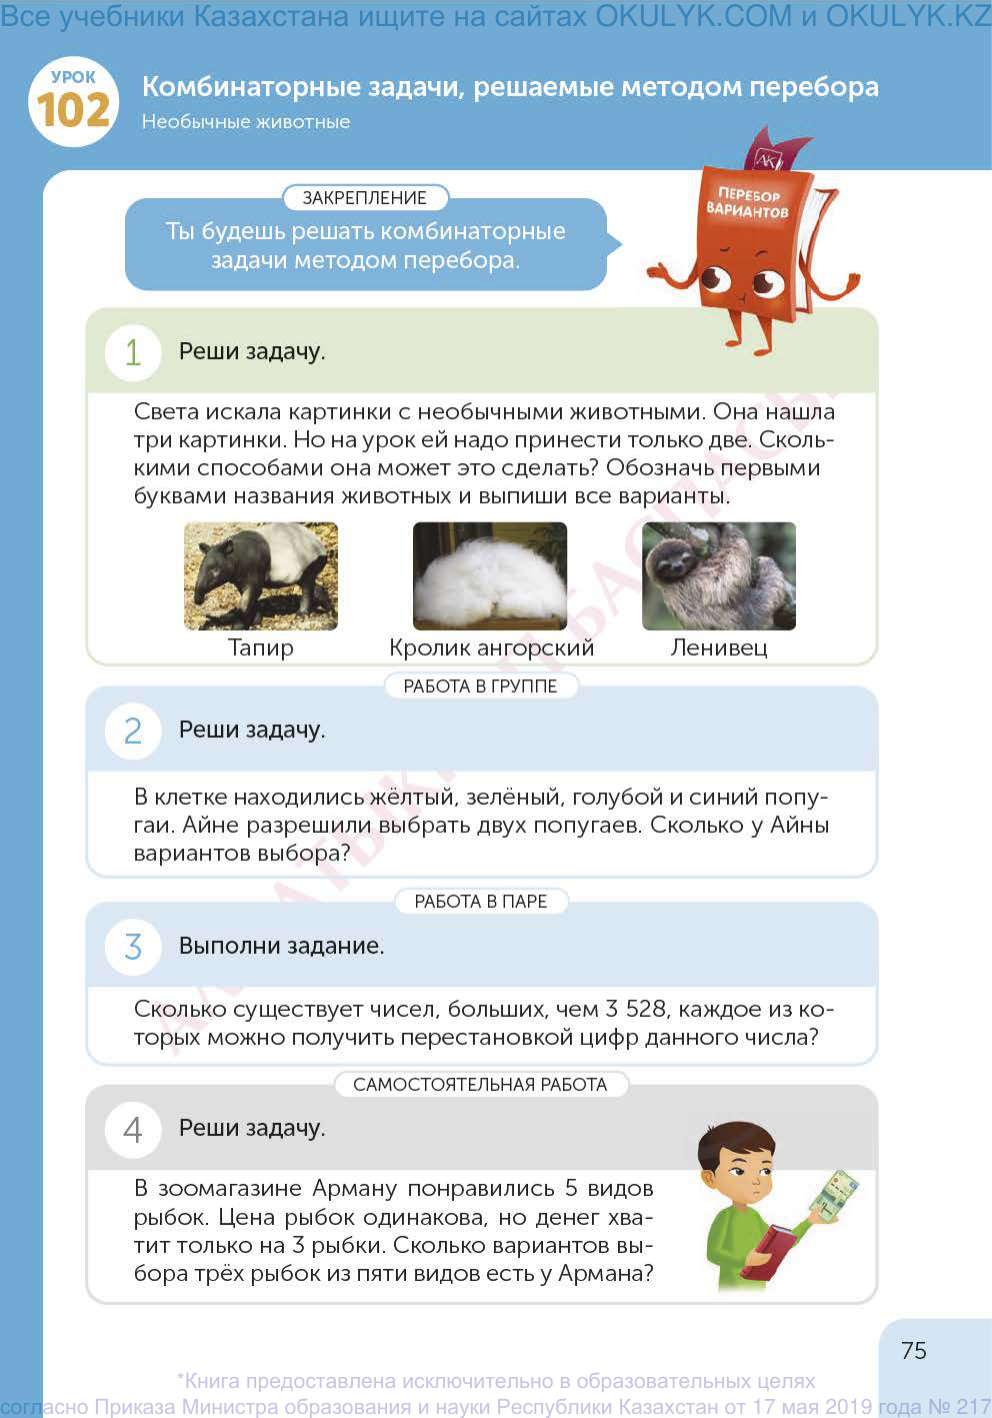 Все учебники Казахстана ищите на сайтах OKULYK.COM и OKULYK.KZ
УРОК
102
Комбинаторные задачи, решаемые методом перебора
Необычные животные
АК
ПЕРЕБОР
ВАРИАНТОВ
ЗАКРЕПЛЕНИЕ
Ты будешь решать комбинаторные
задачи методом перебора.
1
Реши задачу.
Света искала картинки с необычными животными. Она нашла
три картинки. Но на урок ей надо принести только две. Сколь-
кими способами она может это сделать? Обозначь первыми
буквами названия животных и выпиши все варианты.
Тапир
Кролик ангорский
Ленивец
РАБОТА В ГРУППЕ
2
Реши задачу.
В клетке находились жёлтый, зелёный, голубой и синий попу-
гаи. Айне разрешили выбрать двух попугаев. Сколько у Айны
вариантов выбора?
РАБОТА В ПАРЕ
3
Выполни задание.
Сколько существует чисел, больших, чем 3 528, каждое из ко-
торых можно получить перестановкой цифр данного числа?
САМОСТОЯТЕЛЬНАЯ РАБОТА
4
Реши задачу.
В зоомагазине Арману понравились 5 видов
рыбок. Цена рыбок одинакова, но денег хва-
тит только на 3 рыбки. Сколько вариантов вы-
бора трёх рыбок из пяти видов есть у Армана?
75
*Книга предоставлена исключительно в образовательных целях
согласно Приказа Министра образования и науки Республики Казахстан от 17 мая 2019 года № 217